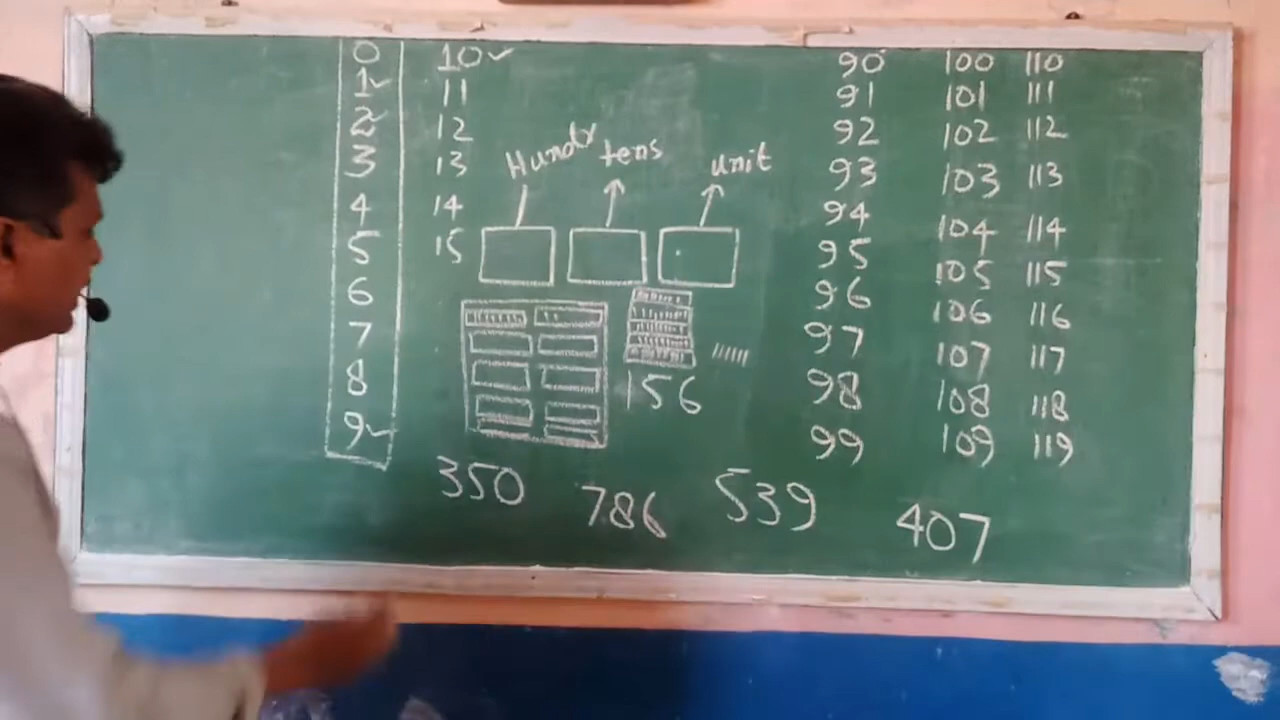 0 10 90 100 110
1 11 91 101 111
2 12 92 102 112
3 13 93 103 113
Hundr tens unit
4 14 94 104 114
5 15 95 105 115
6 96 106 116
7 97 107 117
8 98 108 118
156
9 99 109 119
350 786 539 407